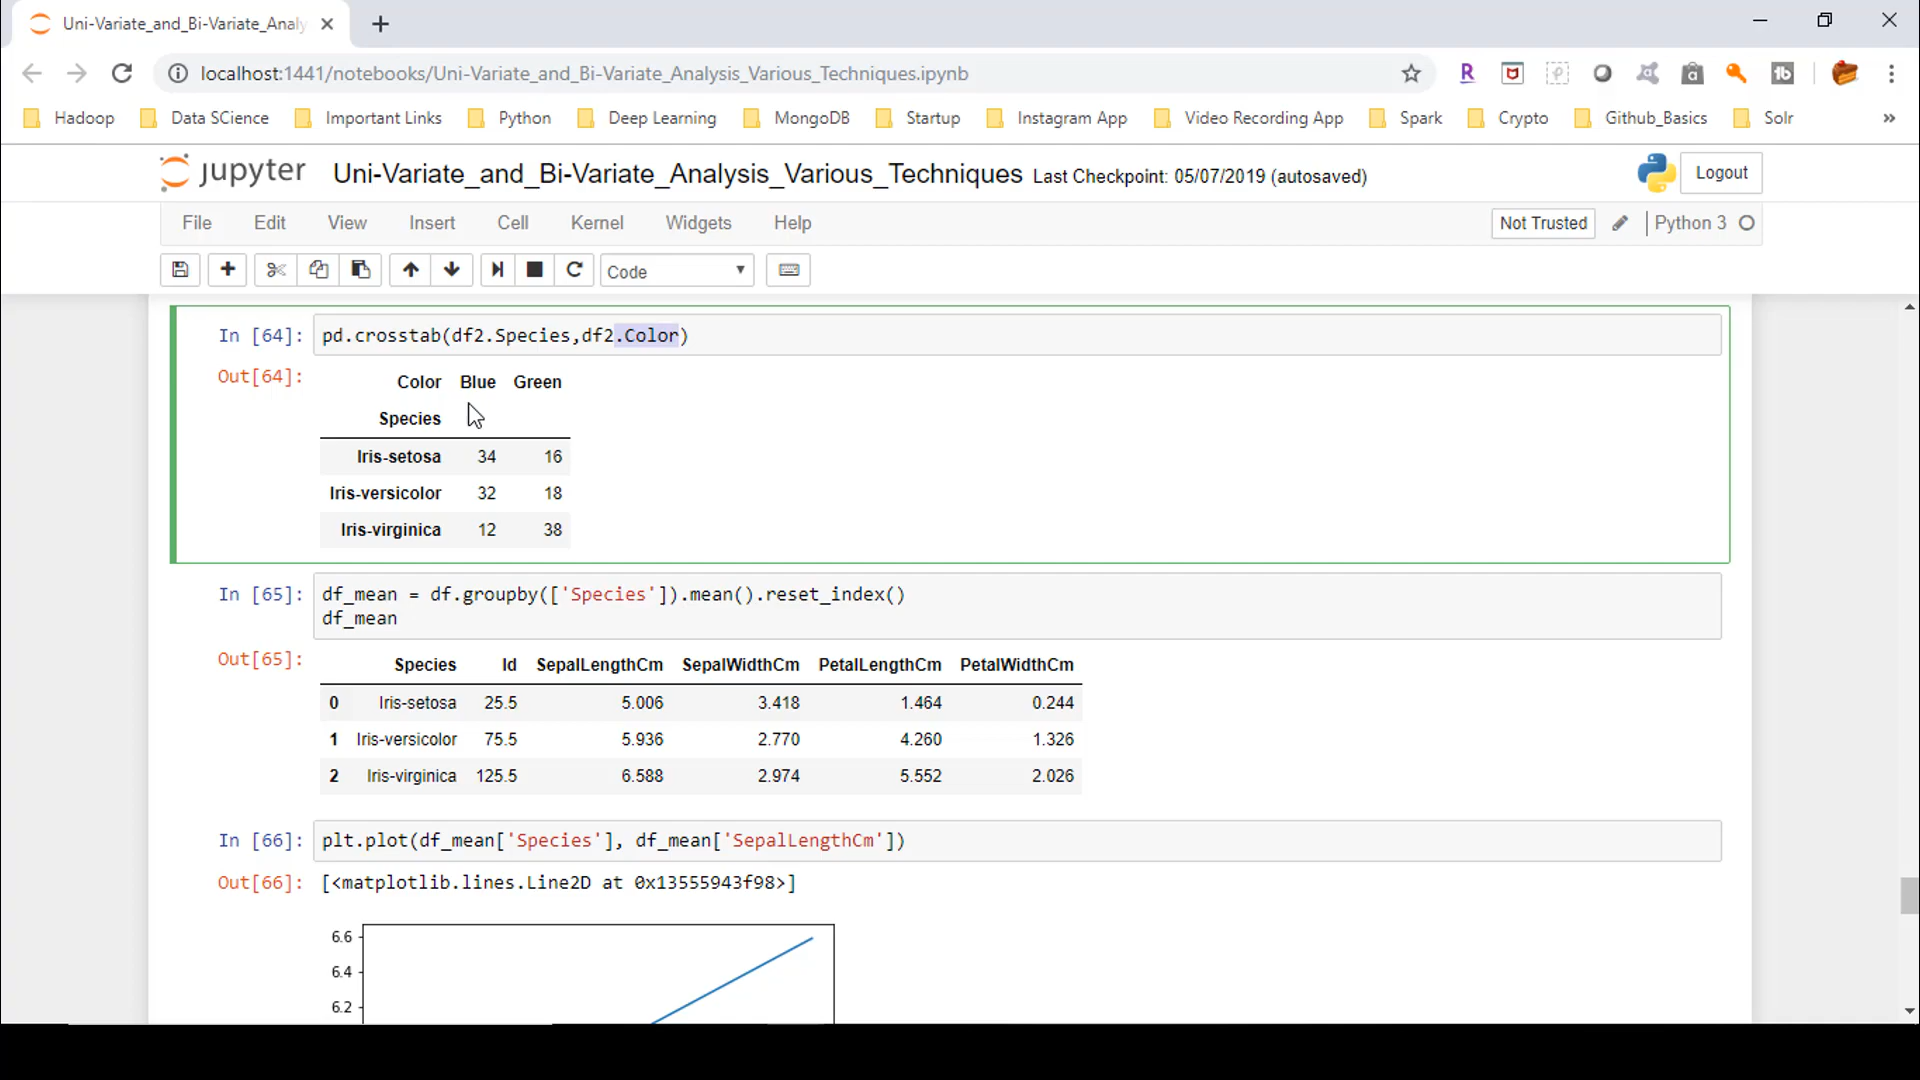 Uni-Variate_and_Bi-Variate_Analy
localhost:1441/notebooks/Uni-Variate_and_Bi-Variate_Analysis_Various_Techniques.ipynb
Hadoop Data SCience Important Links Python Deep Learning MongoDB Startup Instagram App Video Recording App Spark Crypto Github_Basics Solr »
jupyter Uni-Variate_and_Bi-Variate_Analysis_Various_Techniques Last Checkpoint: 05/07/2019 (autosaved) Logout
File Edit View Insert Cell Kernel Widgets Help Not Trusted Python 3
Code
In [64]: pd.crosstab(df2.Species,df2.Color)
Out[64]: Color Blue Green
Species
Iris-setosa 34 16
Iris-versicolor 32 18
Iris-virginica 12 38
In [65]: df_mean = df.groupby(['Species']).mean().reset_index()
df_mean
Out[65]: Species Id SepalLengthCm SepalWidthCm PetalLengthCm PetalWidthCm
0 Iris-setosa 25.5 5.006 3.418 1.464 0.244
1 Iris-versicolor 75.5 5.936 2.770 4.260 1.326
2 Iris-virginica 125.5 6.588 2.974 5.552 2.026
In [66]: plt.plot(df_mean['Species'], df_mean['SepalLengthCm'])
Out[66]: [<matplotlib.lines.Line2D at 0x13555943f98>]
6.6
6.4
6.2